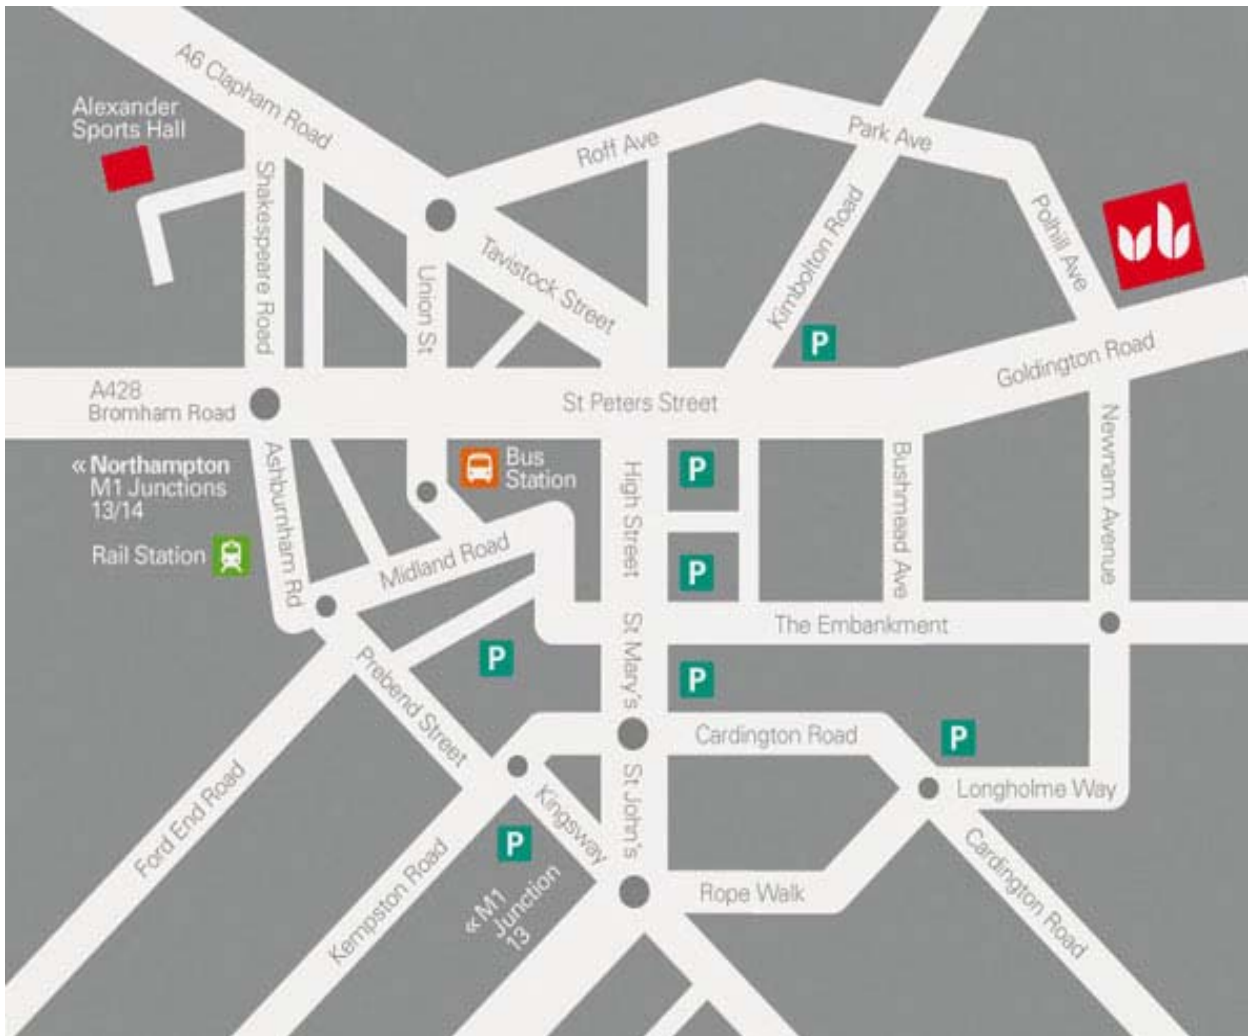 A6 Clapham Road
Alexander
Sports Hall
Roff Ave
Park Ave
Shakespeare Road
Kimbolton Road
Polhill Ave
Tavistock Street
Union St
P
Goldington Road
A428
Bromham Road
St Peters Street
« Northampton
M1 Junctions
13/14
Ashburnham Rd
Bus
Station
High Street
P
Bushmead Ave
Newnam Avenue
Rail Station
Midland Road
P
The Embankment
St Mary's
Prebend Street
P
P
Cardington Road
P
Ford End Road
Kingsway
St John's
Longholme Way
Kempston Road
P
« M1
Junction
13
Rope Walk
Cardington Road